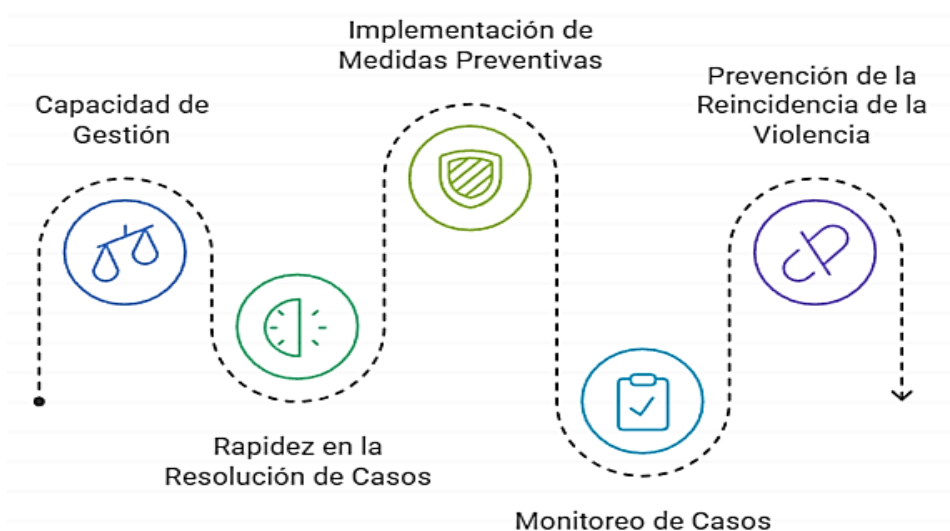 Capacidad de
Gestión
Rapidez en la
Resolución de Casos
Implementación de
Medidas Preventivas
Monitoreo de Casos
Prevención de la
Reincidencia de la
Violencia